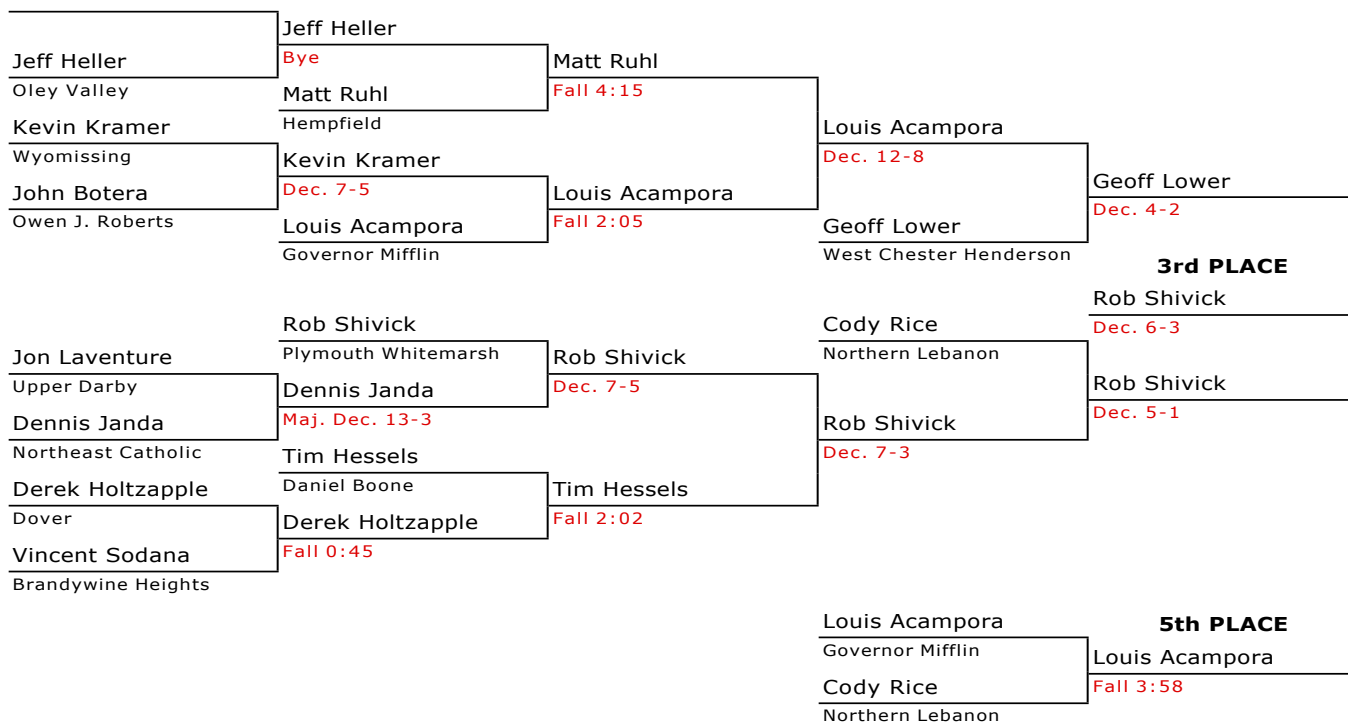 Jeff Heller
Jeff Heller
Bye
Matt Ruhl
Oley Valley
Matt Ruhl
Fall 4:15
Kevin Kramer
Hempfield
Louis Acampora
Wyomissing
Kevin Kramer
Dec. 12-8
John Botera
Dec. 7-5
Louis Acampora
Geoff Lower
Owen J. Roberts
Louis Acampora
Fall 2:05
Geoff Lower
Dec. 4-2
Governor Mifflin
West Chester Henderson
3rd PLACE
Rob Shivick
Rob Shivick
Cody Rice
Dec. 6-3
Jon Laventure
Plymouth Whitemarsh
Rob Shivick
Northern Lebanon
Upper Darby
Dennis Janda
Dec. 7-5
Rob Shivick
Dennis Janda
Maj. Dec. 13-3
Rob Shivick
Dec. 5-1
Northeast Catholic
Tim Hessels
Dec. 7-3
Derek Holtzapple
Daniel Boone
Tim Hessels
Dover
Derek Holtzapple
Fall 2:02
Vincent Sodana
Fall 0:45
Brandywine Heights
Louis Acampora
5th PLACE
Governor Mifflin
Louis Acampora
Cody Rice
Fall 3:58
Northern Lebanon